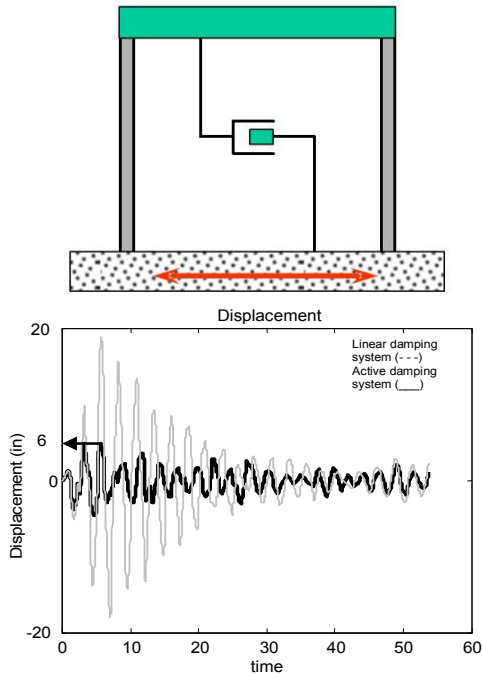 Displacement
20
Linear damping
system (- - -)
Active damping
system (___)
6
0
Displacement (in)
-20
0
10
20
30
40
50
60
time